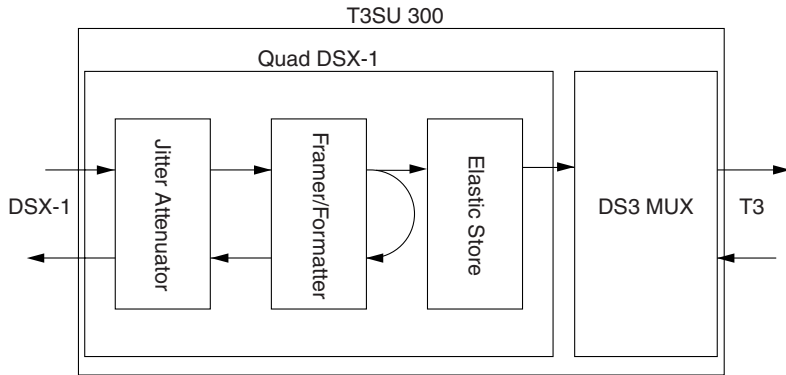 T3SU 300
Quad DSX-1
Jitter Attenuator
Framer/Formatter
Elastic Store
DSX-1
DS3 MUX
T3